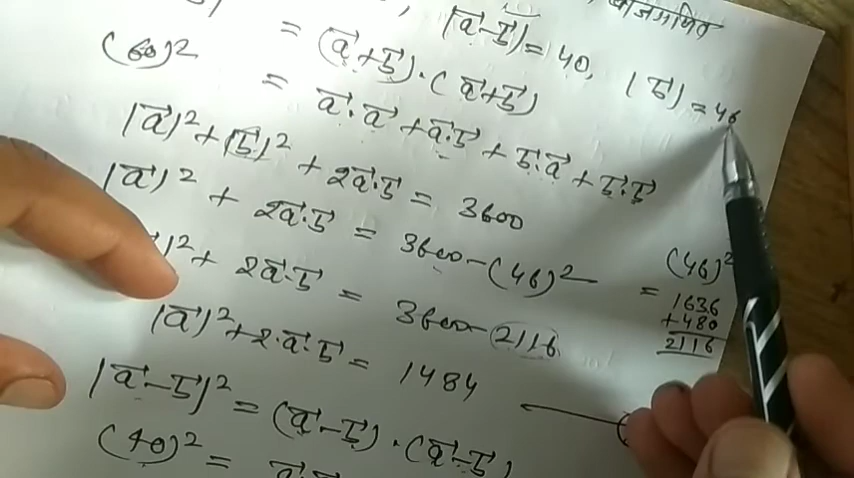 बीजगणित
= , |a⃗-b⃗| = 40, |b⃗| = 46
(60)² = (a⃗+b⃗)·(a⃗+b⃗)
= a⃗·a⃗ + a⃗·b⃗ + b⃗·a⃗ + b⃗·b⃗
|a⃗|² + |b⃗|² + 2a⃗·b⃗ = 3600
|a⃗|² + 2a⃗·b⃗ = 3600 - (46)²
|² + 2a⃗·b⃗ = 3600 - 2116
|a⃗|² + 2·a⃗·b⃗ = 1484
|a⃗-b⃗|² = (a⃗-b⃗)·(a⃗-b⃗)
(40)² =
(46)²
= 1636
+480
2116